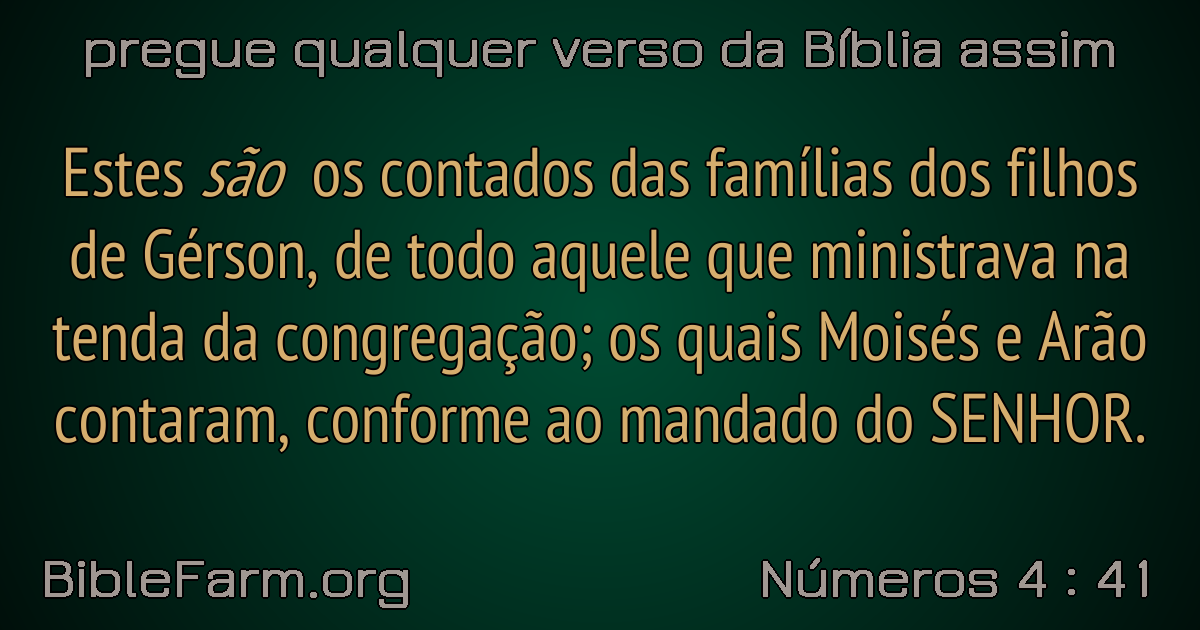 pregue qualquer verso da Bíblia assim
Estes são os contados das famílias dos filhos
de Gérson, de todo aquele que ministrava na
tenda da congregação; os quais Moisés e Arão
contaram, conforme ao mandado do SENHOR.
BibleFarm.org
Números 4 : 41